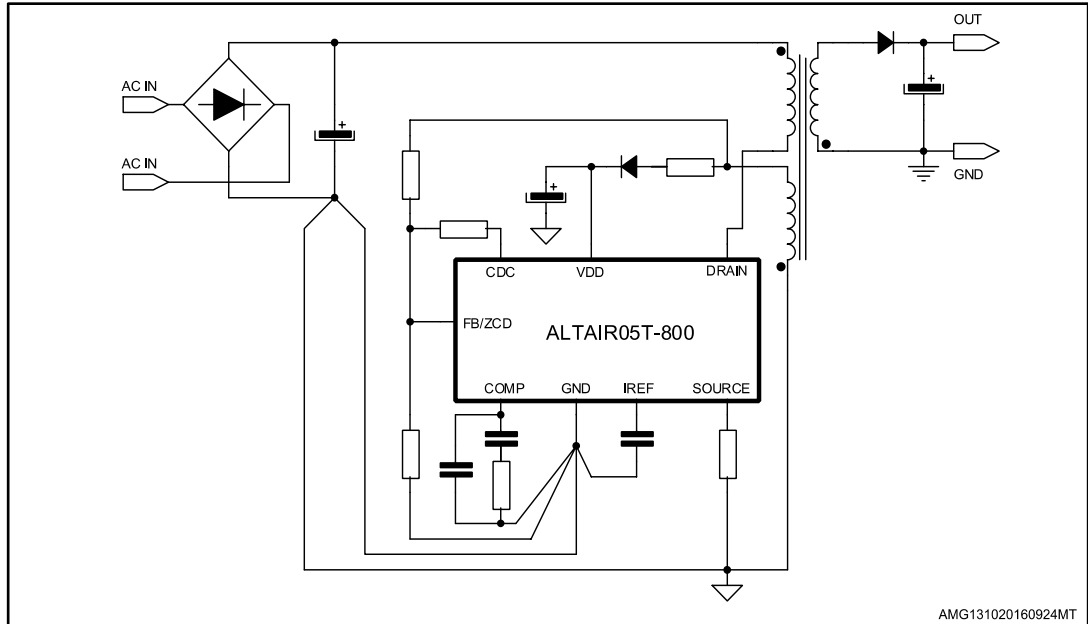 OUT
AC IN
AC IN
GND
CDC
VDD
DRAIN
FB/ZCD
ALTAIR05T-800
COMP
GND
IREF
SOURCE
AMG131020160924MT
+
+
+